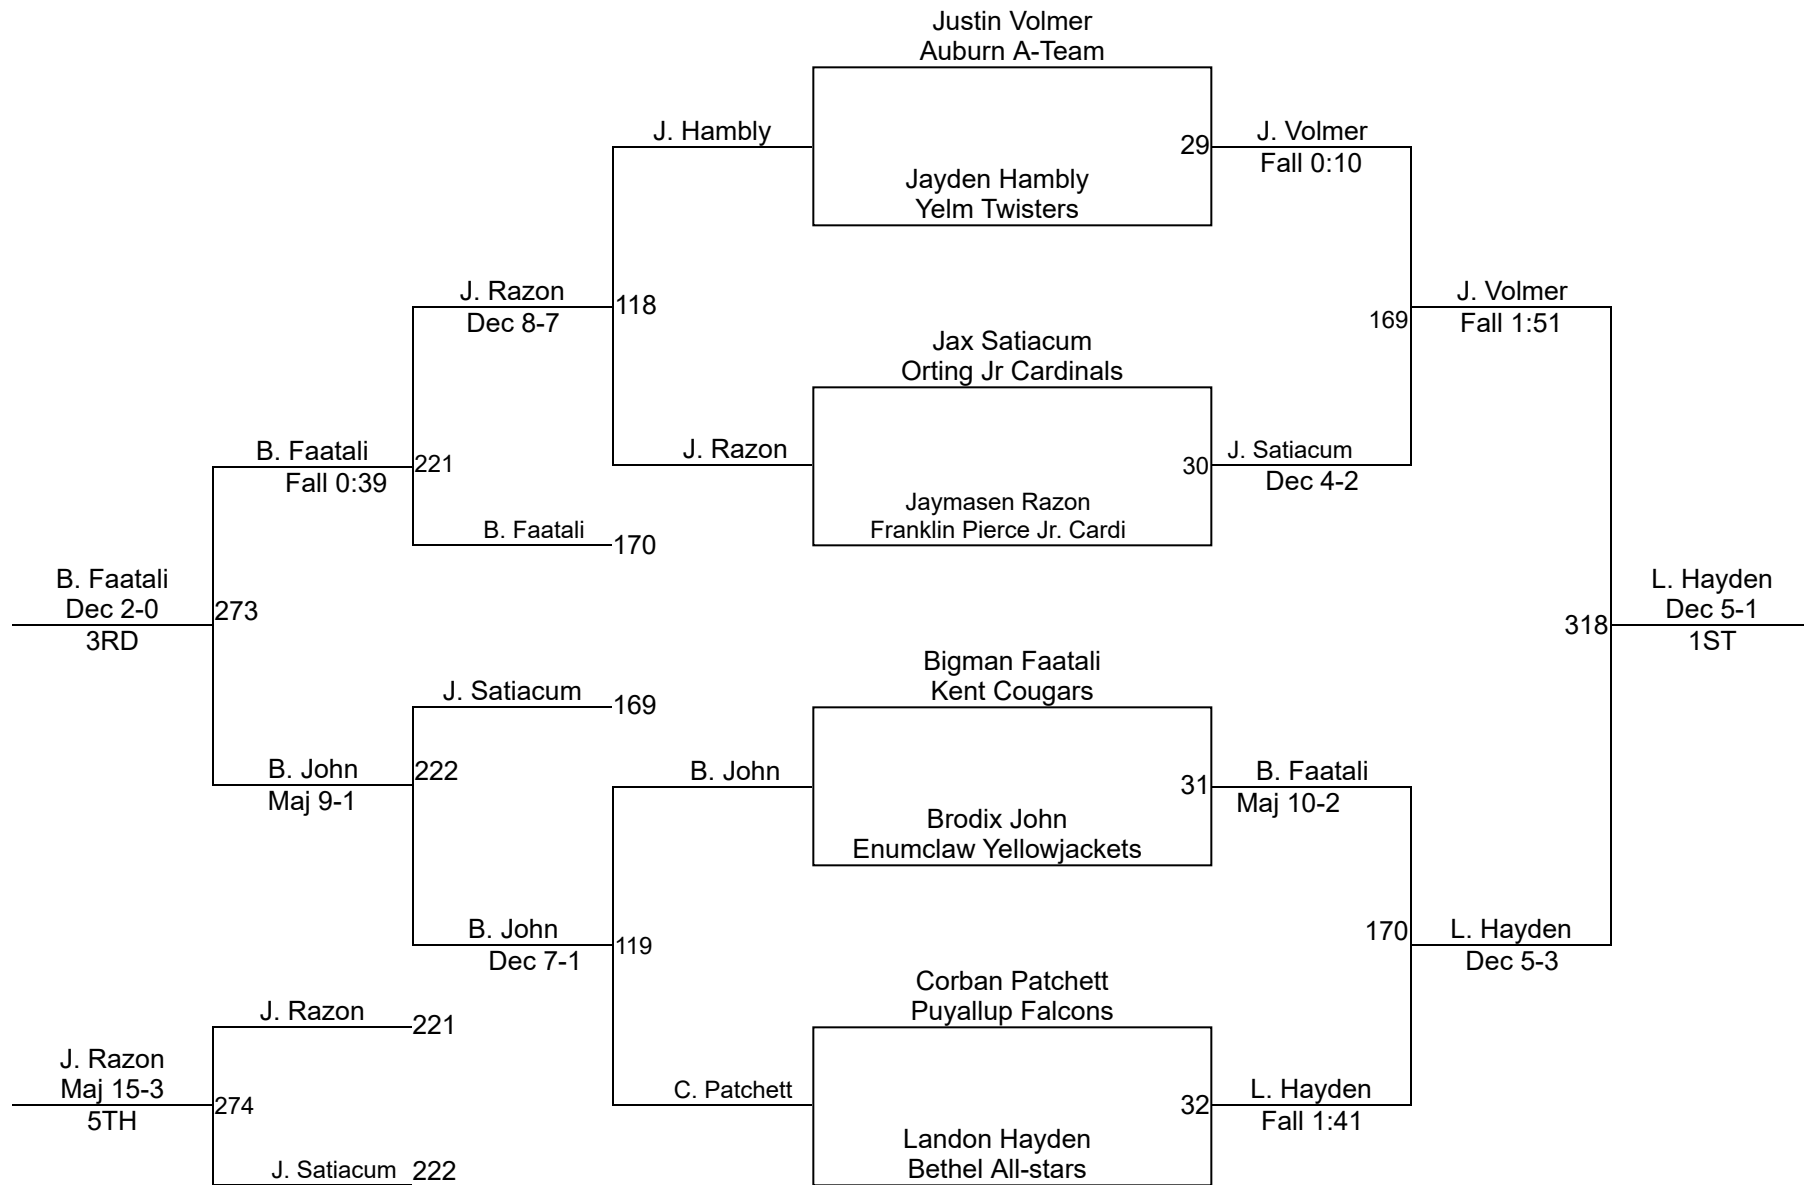 Justin Volmer
Auburn A-Team
J. Hambly
29
J. Volmer
Fall 0:10
Jayden Hambly
Yelm Twisters
J. Razon
Dec 8-7
118
J. Volmer
Fall 1:51
169
Jax Satiacum
Orting Jr Cardinals
B. Faatali
Fall 0:39
221
J. Razon
30
J. Satiacum
Dec 4-2
Jaymasen Razon
Franklin Pierce Jr. Cardi
B. Faatali
170
B. Faatali
Dec 2-0
3RD
273
318
L. Hayden
Dec 5-1
1ST
Bigman Faatali
Kent Cougars
J. Satiacum
169
B. John
Maj 9-1
222
B. John
31
B. Faatali
Maj 10-2
Brodix John
Enumclaw Yellowjackets
B. John
Dec 7-1
119
170
L. Hayden
Dec 5-3
Corban Patchett
Puyallup Falcons
J. Razon
221
J. Razon
Maj 15-3
5TH
274
C. Patchett
32
L. Hayden
Fall 1:41
Landon Hayden
Bethel All-stars
J. Satiacum
222